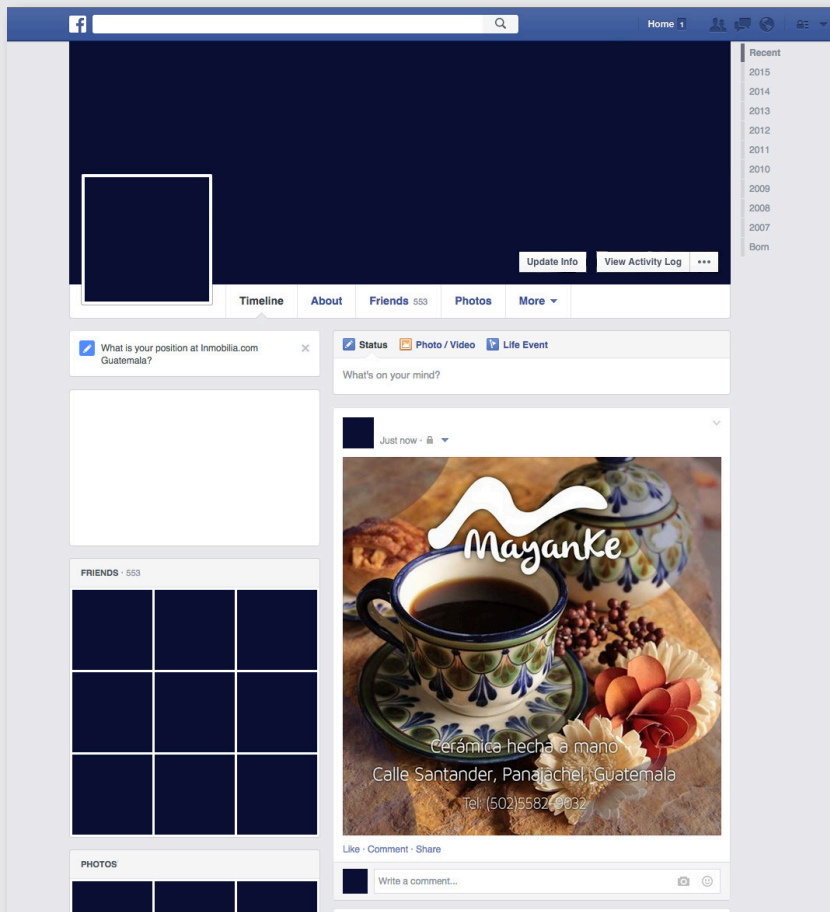 Home 1
Recent
2015
2014
2013
2012
2011
2010
2009
2008
2007
Born
Update Info
View Activity Log
Timeline
About
Friends 553
Photos
More
What is your position at Inmobilia.com
Guatemala?
Status
Photo / Video
Life Event
What's on your mind?
Just now ·
MayanKe
Cerámica hecha a mano
Calle Santander, Panajachel, Guatemala
Tel: (502)5582-9032
Like · Comment · Share
Write a comment...
FRIENDS · 553
PHOTOS